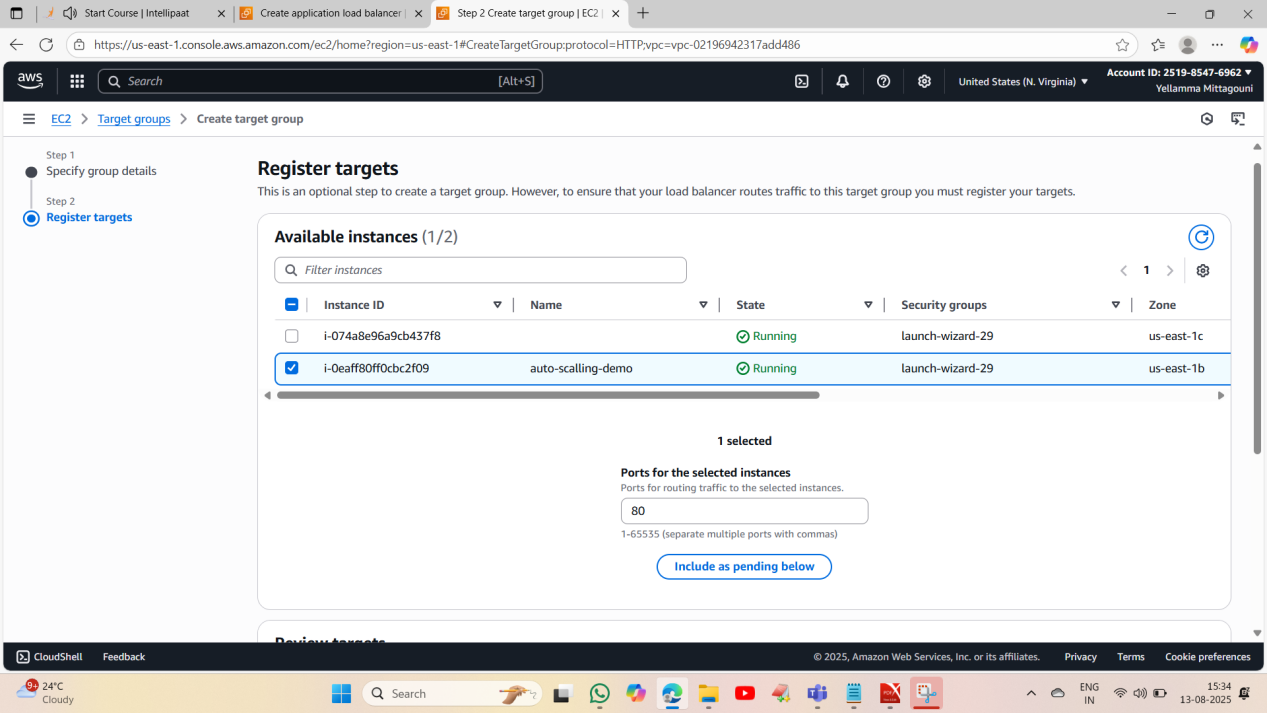 Start Course | Intellipaat
Create application load balancer |
Step 2 Create target group | EC2 |
https://us-east-1.console.aws.amazon.com/ec2/home?region=us-east-1#CreateTargetGroup:protocol=HTTP;vpc=vpc-02196942317add486
aws
Search
[Alt+S]
United States (N. Virginia)
Account ID: 2519-8547-6962
Yellamma Mittagouni
EC2
Target groups
Create target group
Step 1
Specify group details
Step 2
Register targets
Register targets
This is an optional step to create a target group. However, to ensure that your load balancer routes traffic to this target group you must register your targets.
Available instances (1/2)
Filter instances
1
Instance ID Name State Security groups Zone
i-074a8e96a9cb437f8 Running launch-wizard-29 us-east-1c
i-0eaff80ff0cbc2f09 auto-scalling-demo Running launch-wizard-29 us-east-1b
1 selected
Ports for the selected instances
Ports for routing traffic to the selected instances.
80
1-65535 (separate multiple ports with commas)
Include as pending below
Review targets
CloudShell
Feedback
© 2025, Amazon Web Services, Inc. or its affiliates.
Privacy
Terms
Cookie preferences
9+
24°C
Cloudy
Search
ENG
IN
15:34
13-08-2025